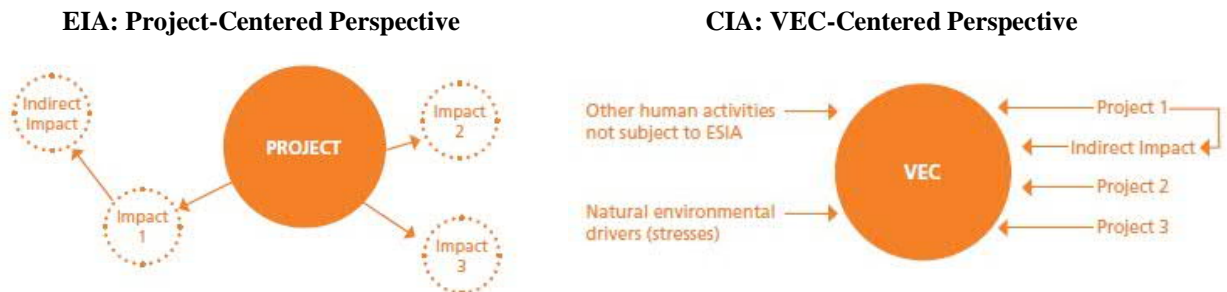 EIA: Project-Centered Perspective
CIA: VEC-Centered Perspective
Indirect
Impact
PROJECT
Impact
2
Impact
1
Impact
3
Other human activities
not subject to ESIA
Natural environmental
drivers (stresses)
VEC
Project 1
Indirect Impact
Project 2
Project 3